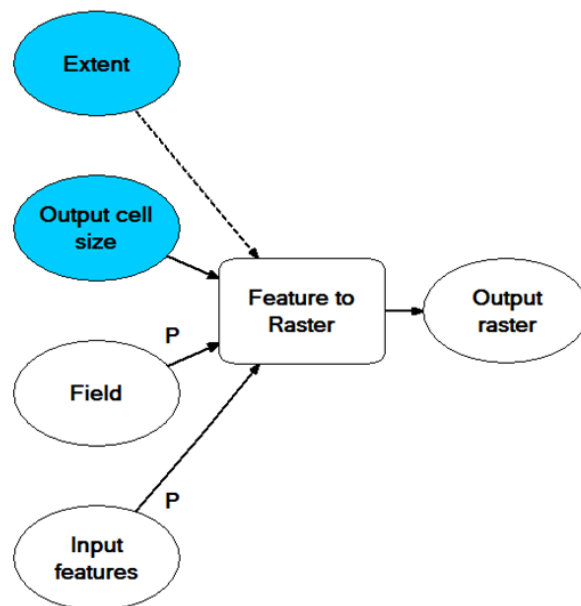 Extent
Output cell
size
Feature to
Raster
Output
raster
P
Field
P
Input
features